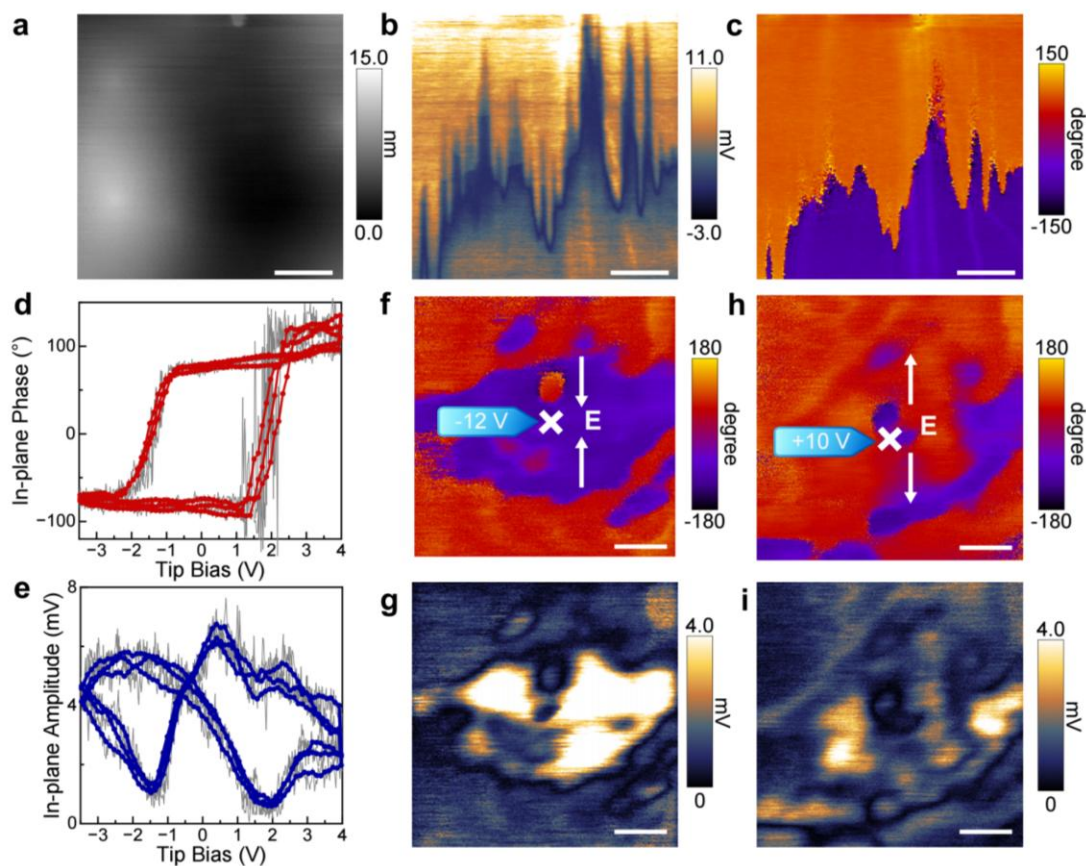 a
15.0
nm
0.0
b
11.0
mV
-3.0
c
150
degree
-150
d
In-plane Phase (°)
100
0
−100
−3 −2 −1 0 1 2 3 4
Tip Bias (V)
f
-12 V
E
180
degree
-180
h
+10 V
E
180
degree
-180
e
In-plane Amplitude (mV)
8
4
0
−3 −2 −1 0 1 2 3 4
Tip Bias (V)
g
4.0
mV
0
i
4.0
mV
0